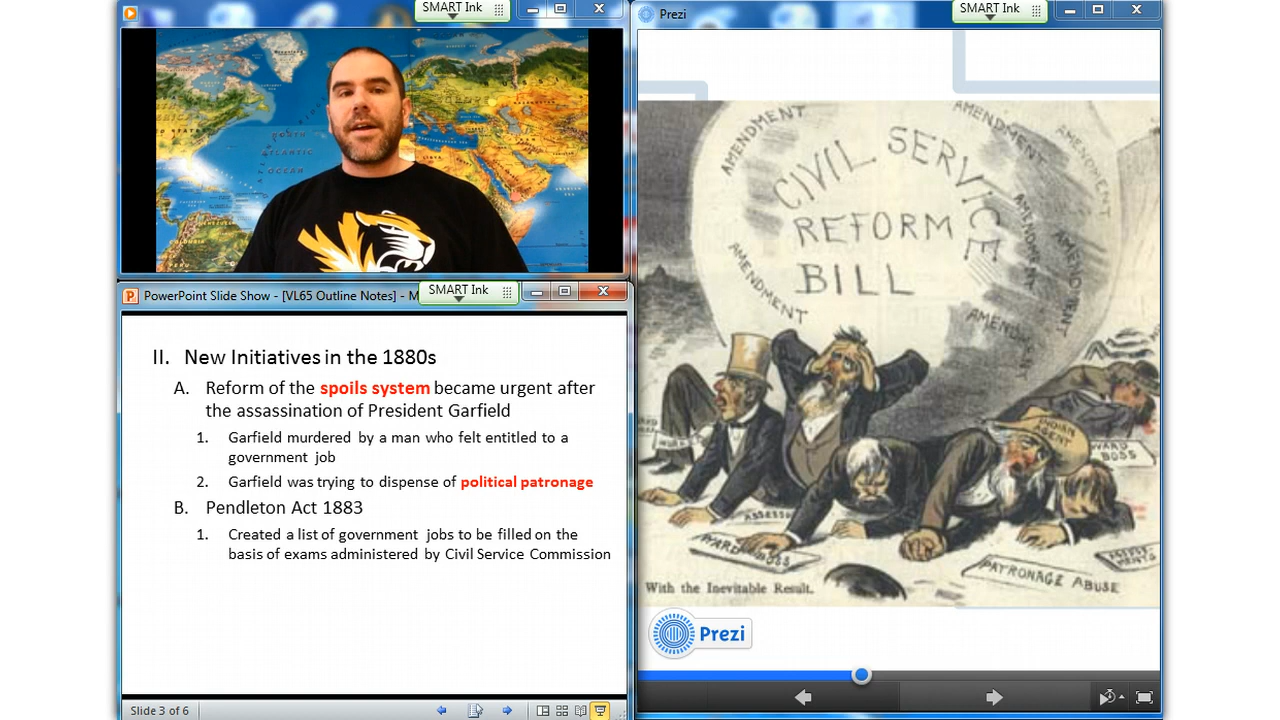 SMART Ink
PowerPoint Slide Show - [VL65 Outline Notes] - M
SMART Ink
II. New Initiatives in the 1880s
A. Reform of the spoils system became urgent after
the assassination of President Garfield
1. Garfield murdered by a man who felt entitled to a
government job
2. Garfield was trying to dispense of political patronage
B. Pendleton Act 1883
1. Created a list of government jobs to be filled on the
basis of exams administered by Civil Service Commission
Slide 3 of 6
Prezi
SMART Ink
AMENDMENT
AMENDMENT
AMENDMENT
CIVIL SERVICE
REFORM
BILL
AMENDMENT
AMENDMENT
AMENDMENT
AMENDMENT
INDIAN
AGENT
WARD
BOSS
WARD BOSS
PATRONAGE ABUSE
With the Inevitable Result.
Prezi
NORTH
ATLANTIC
OCEAN